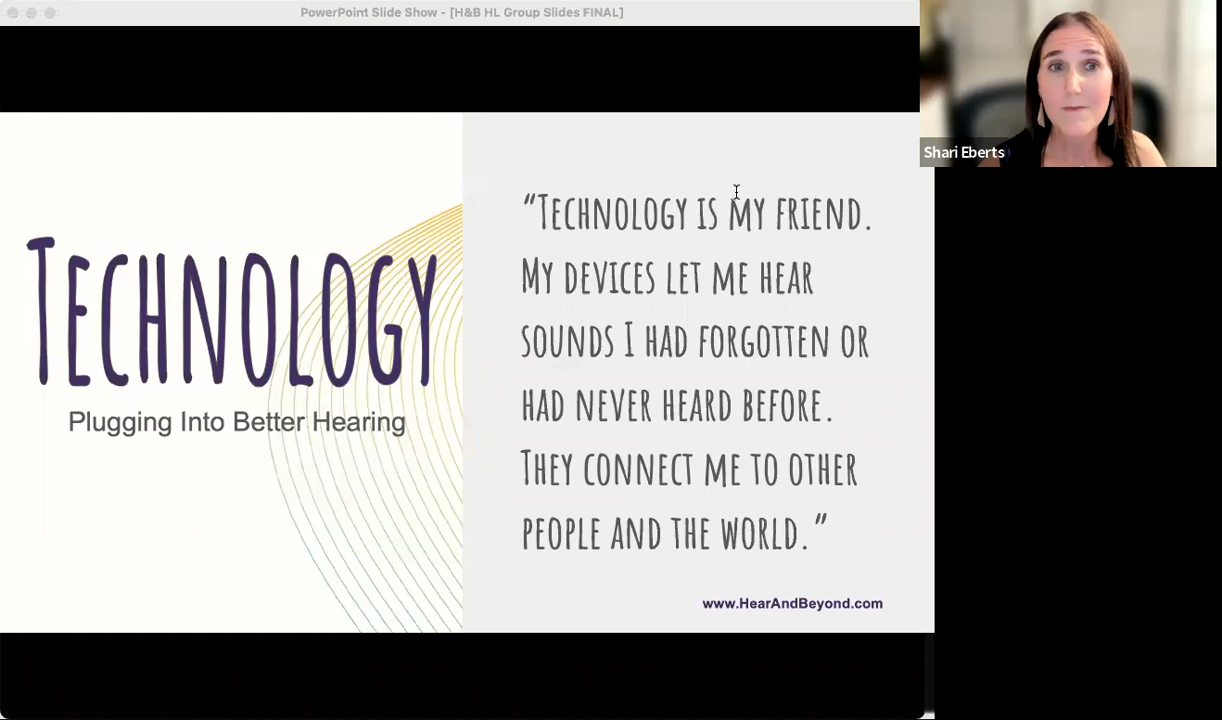 PowerPoint Slide Show - [H&B HL Group Slides FINAL]
Shari Eberts
Technology
Plugging Into Better Hearing
“Technology is my friend.
My devices let me hear
sounds I had forgotten or
had never heard before.
They connect me to other
people and the world.”
www.HearAndBeyond.com